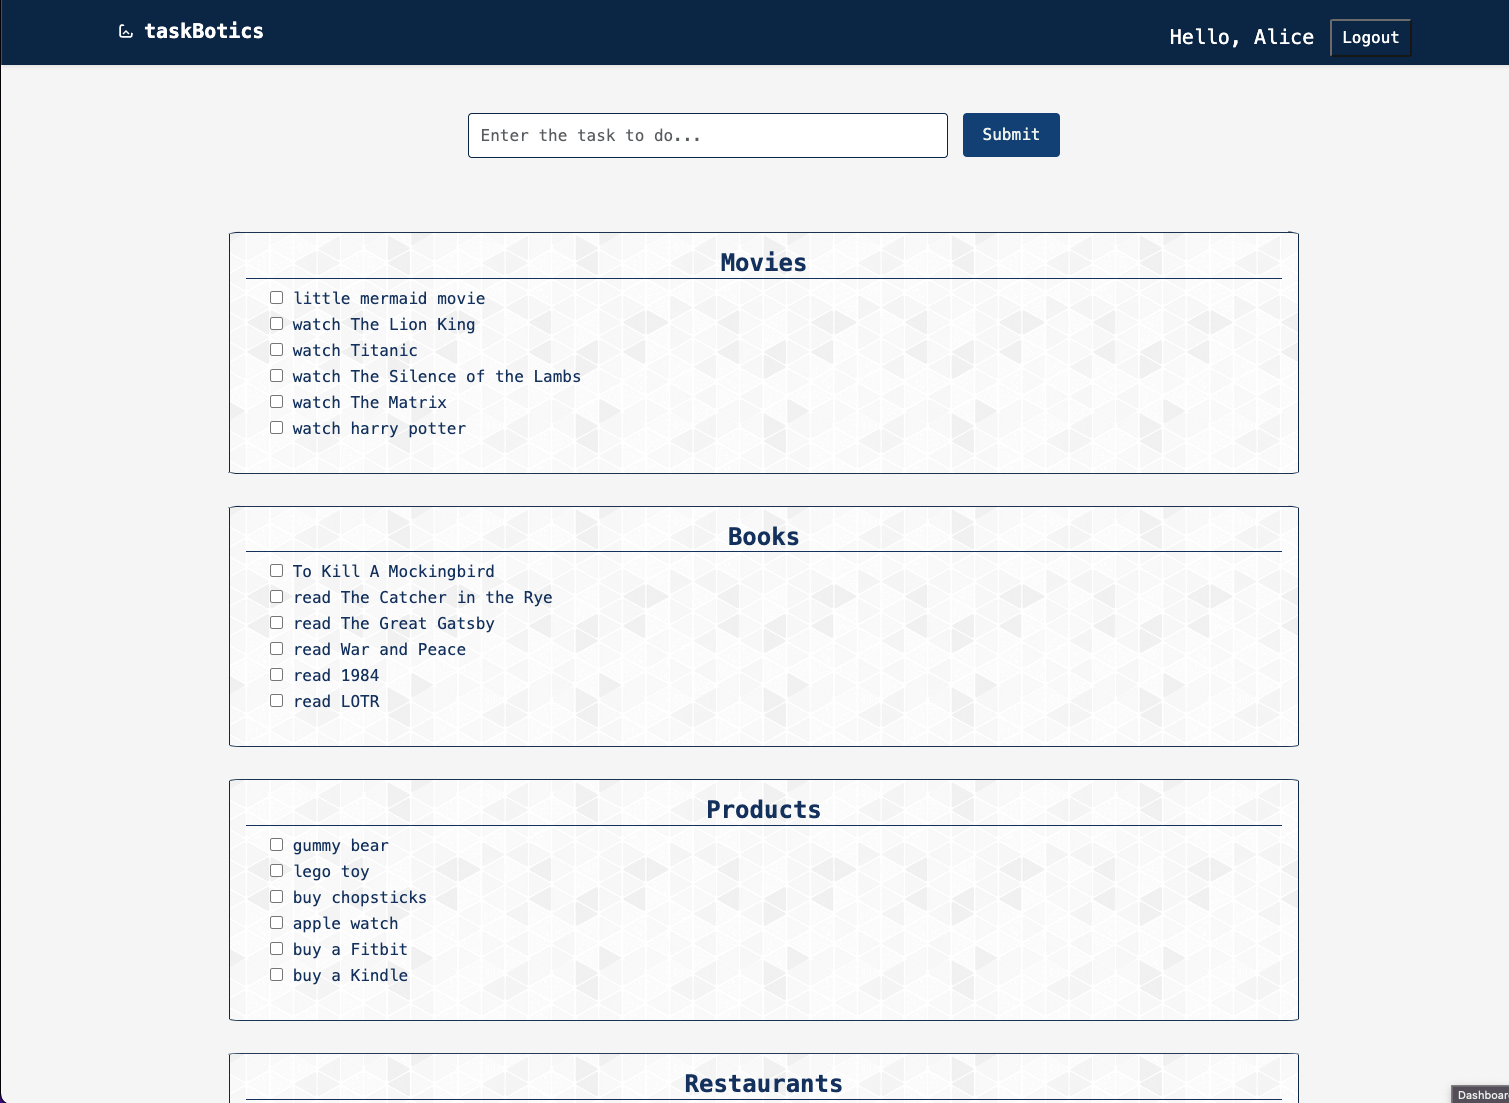 taskBotics
Hello, Alice
Logout
Enter the task to do...
Submit
Movies
little mermaid movie
watch The Lion King
watch Titanic
watch The Silence of the Lambs
watch The Matrix
watch harry potter
Books
To Kill A Mockingbird
read The Catcher in the Rye
read The Great Gatsby
read War and Peace
read 1984
read LOTR
Products
gummy bear
lego toy
buy chopsticks
apple watch
buy a Fitbit
buy a Kindle
Restaurants
Dashboar